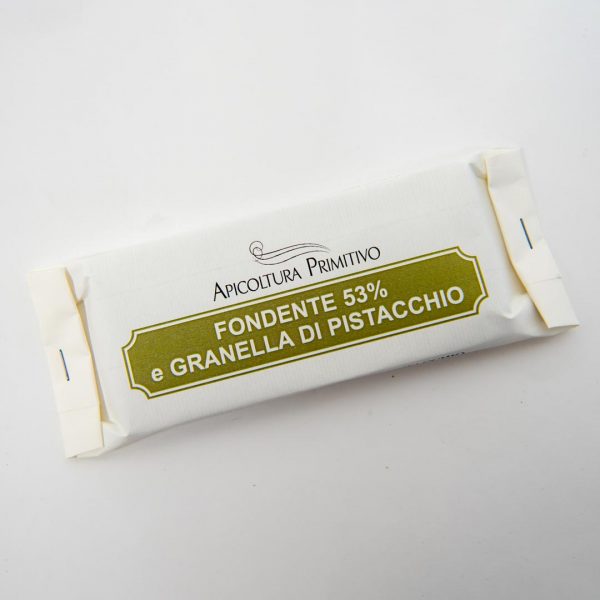 APICOLTURA PRIMITIVO
FONDENTE 53%
e GRANELLA DI PISTACCHIO